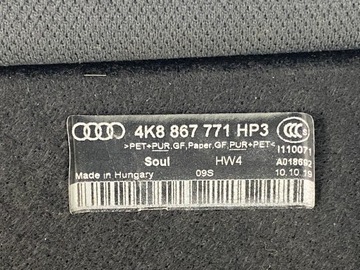 4K8 867 771 HP3
>PET+PUR.GF,Paper.GF,PUR+PET<
I110071
Soul HW4 A018692
Made in Hungary 09S 10.10.19